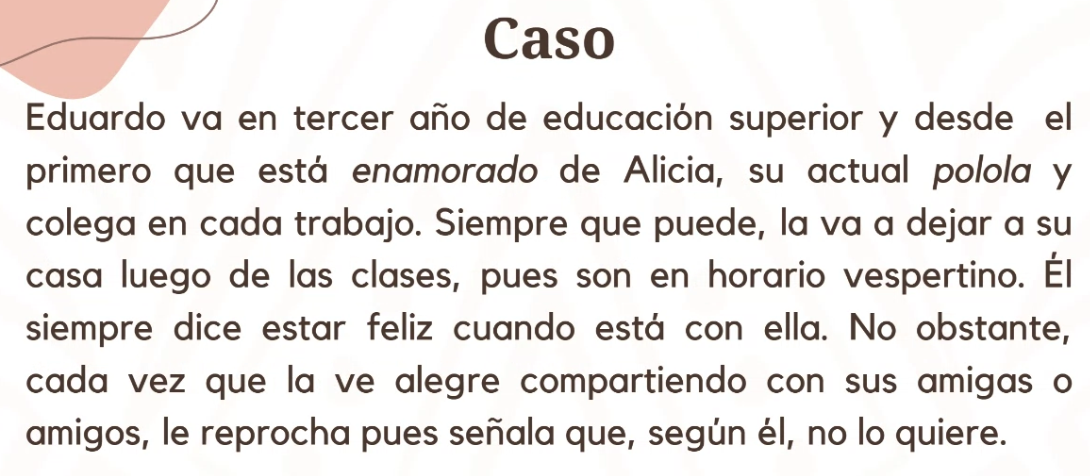 Caso
Eduardo va en tercer año de educación superior y desde el
primero que está enamorado de Alicia, su actual polola y
colega en cada trabajo. Siempre que puede, la va a dejar a su
casa luego de las clases, pues son en horario vespertino. Él
siempre dice estar feliz cuando está con ella. No obstante,
cada vez que la ve alegre compartiendo con sus amigas o
amigos, le reprocha pues señala que, según él, no lo quiere.